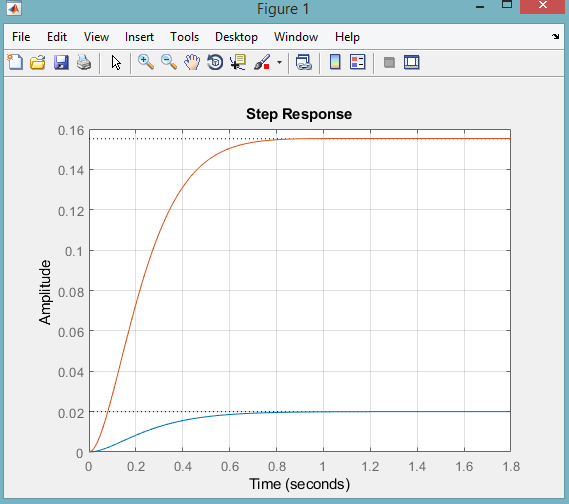 Figure 1
File Edit View Insert Tools Desktop Window Help
Step Response
0.16
0.14
0.12
0.1
0.08
0.06
0.04
0.02
0
Amplitude
0 0.2 0.4 0.6 0.8 1 1.2 1.4 1.6 1.8
Time (seconds)